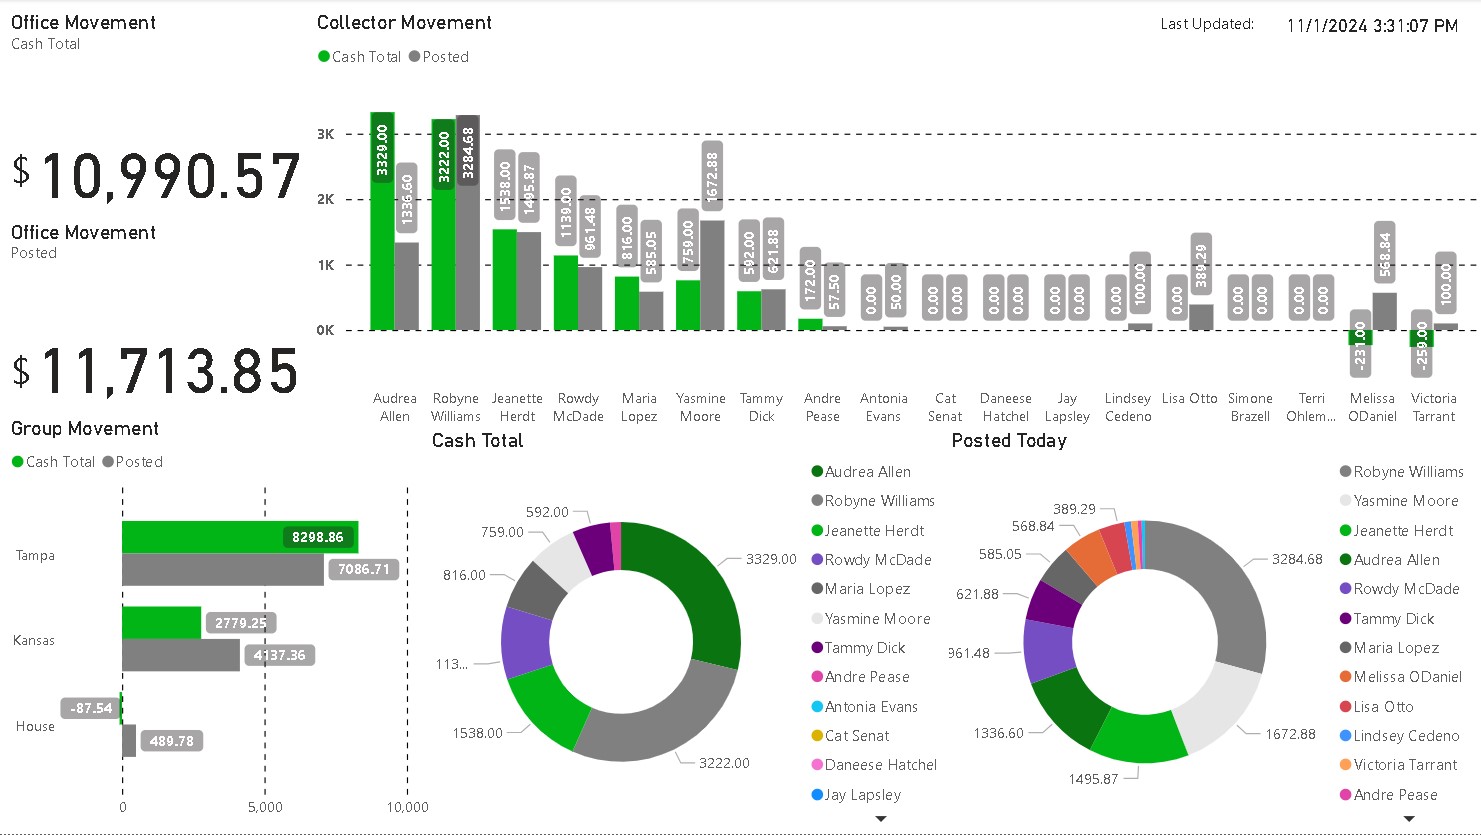 Office Movement
Cash Total
$ 10,990.57
Office Movement
Posted
$ 11,713.85
Collector Movement
Cash Total Posted
Last Updated: 11/1/2024 3:31:07 PM
3K
2K
1K
0K
3329.00 1336.60 3222.00 3284.68 1538.00 1495.87 1139.00 961.48 816.00 585.05 759.00 1672.88 592.00 621.88 172.00 57.50 0.00 50.00 0.00 0.00 0.00 0.00 0.00 0.00 0.00 100.00 0.00 389.29 0.00 0.00 0.00 0.00 -231.00 568.84 -259.00 100.00
Audrea Allen
Robyne Williams
Jeanette Herdt
Rowdy McDade
Maria Lopez
Yasmine Moore
Tammy Dick
Andre Pease
Antonia Evans
Cat Senat
Daneese Hatchel
Jay Lapsley
Lindsey Cedeno
Lisa Otto
Simone Brazell
Terri Ohlem...
Melissa ODaniel
Victoria Tarrant
Group Movement
Cash Total Posted
Tampa
8298.86
7086.71
Kansas
2779.25
4137.36
House
-87.54
489.78
0 5,000 10,000
Cash Total
592.00
759.00
816.00
113...
1538.00
3222.00
3329.00
Audrea Allen
Robyne Williams
Jeanette Herdt
Rowdy McDade
Maria Lopez
Yasmine Moore
Tammy Dick
Andre Pease
Antonia Evans
Cat Senat
Daneese Hatchel
Jay Lapsley
Posted Today
389.29
568.84
585.05
621.88
961.48
1336.60
1495.87
1672.88
3284.68
Robyne Williams
Yasmine Moore
Jeanette Herdt
Audrea Allen
Rowdy McDade
Tammy Dick
Maria Lopez
Melissa ODaniel
Lisa Otto
Lindsey Cedeno
Victoria Tarrant
Andre Pease